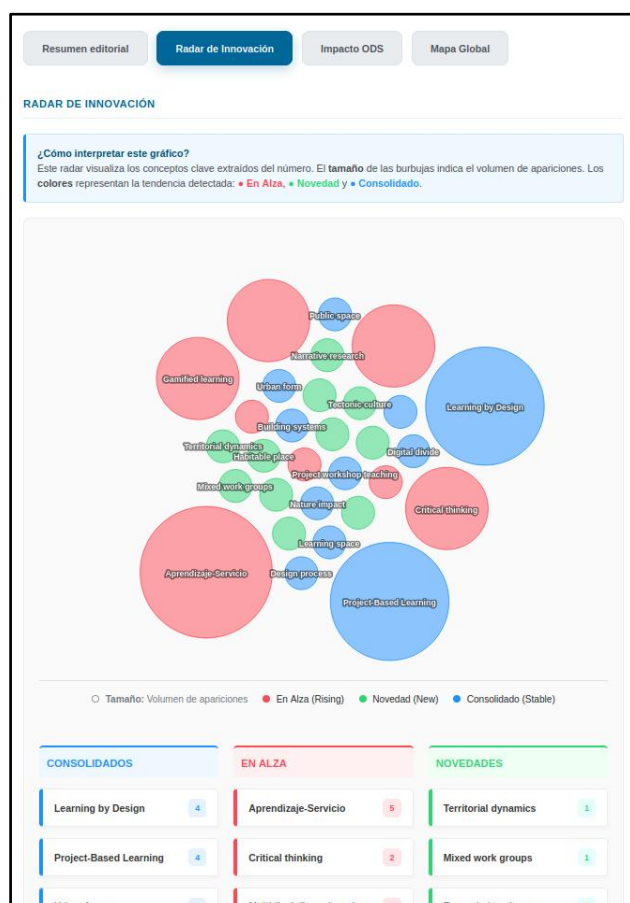 Resumen editorial
Radar de Innovación
Impacto ODS
Mapa Global
RADAR DE INNOVACIÓN
¿Cómo interpretar este gráfico?
Este radar visualiza los conceptos clave extraídos del número. El tamaño de las burbujas indica el volumen de apariciones. Los
colores representan la tendencia detectada: ● En Alza, ● Novedad y ● Consolidado.
Public space
Narrative research
Gamified learning
Urban form
Tectonic culture
Learning by Design
Building systems
Territorial dynamics
Digital divide
Habitable place
Project workshop teaching
Mixed work groups
Nature impact
Critical thinking
Learning space
Aprendizaje-Servicio
Design process
Project-Based Learning
Tamaño: Volumen de apariciones
En Alza (Rising)
Novedad (New)
Consolidado (Stable)
CONSOLIDADOS
EN ALZA
NOVEDADES
Learning by Design 4
Aprendizaje-Servicio 5
Territorial dynamics 1
Project-Based Learning 4
Critical thinking 2
Mixed work groups 1